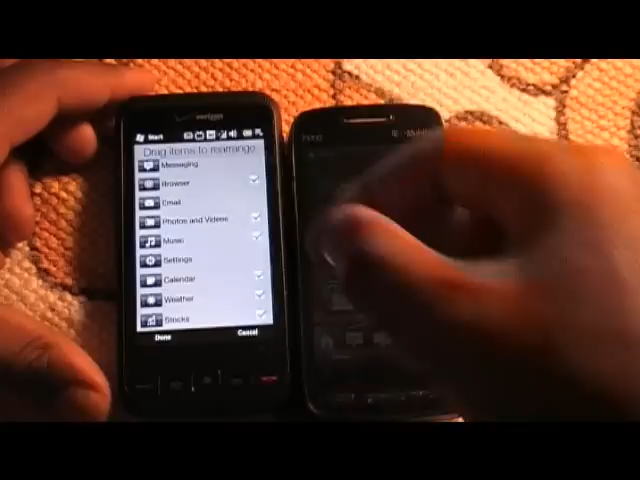 verizon
Start
Drag items to rearrange
Messaging
Browser
Email
Photos and Videos
Music
Settings
Calendar
Weather
Stocks
Done Cancel